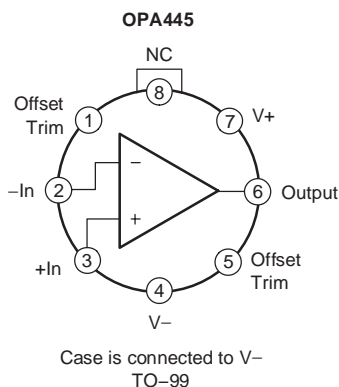 OPA445
NC
8
Offset
Trim
1
7
V+
−In
2
−
6
Output
+
+In
3
5
Offset
Trim
4
V−
Case is connected to V−
TO−99